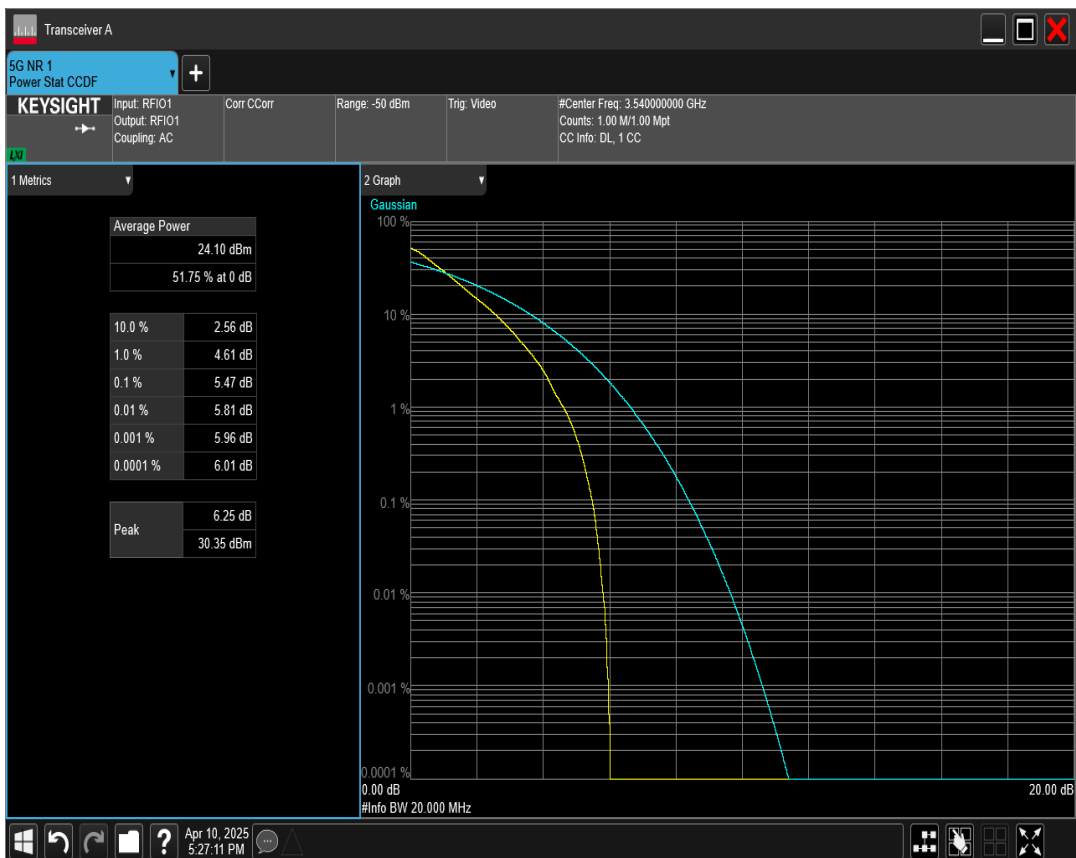 Transceiver A
5G NR 1
Power Stat CCDF
+
KEYSIGHT
LXI
Input: RFIO1
Output: RFIO1
Coupling: AC
Corr CCorr
Range: -50 dBm
Trig: Video
#Center Freq: 3.540000000 GHz
Counts: 1.00 M/1.00 Mpt
CC Info: DL, 1 CC
1 Metrics
Average Power
24.10 dBm
51.75 % at 0 dB
10.0 % 2.56 dB
1.0 % 4.61 dB
0.1 % 5.47 dB
0.01 % 5.81 dB
0.001 % 5.96 dB
0.0001 % 6.01 dB
Peak 6.25 dB
30.35 dBm
2 Graph
Gaussian
100 %
10 %
1 %
0.1 %
0.01 %
0.001 %
0.0001 %
0.00 dB 20.00 dB
#Info BW 20.000 MHz
?
Apr 10, 2025
5:27:11 PM